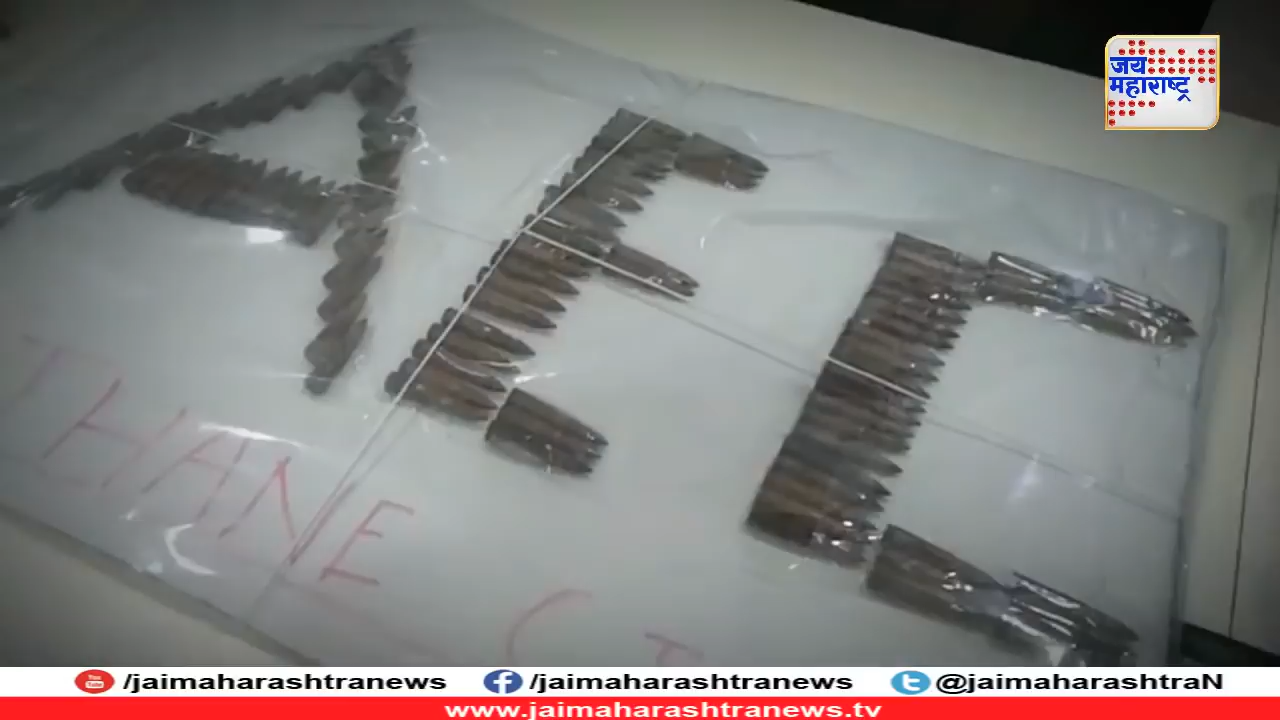 जय
महाराष्ट्र
AEC
THANE
/jaimaharashtranews /jaimaharashtranews @jaimaharashtraN
www.jaimaharashtranews.tv